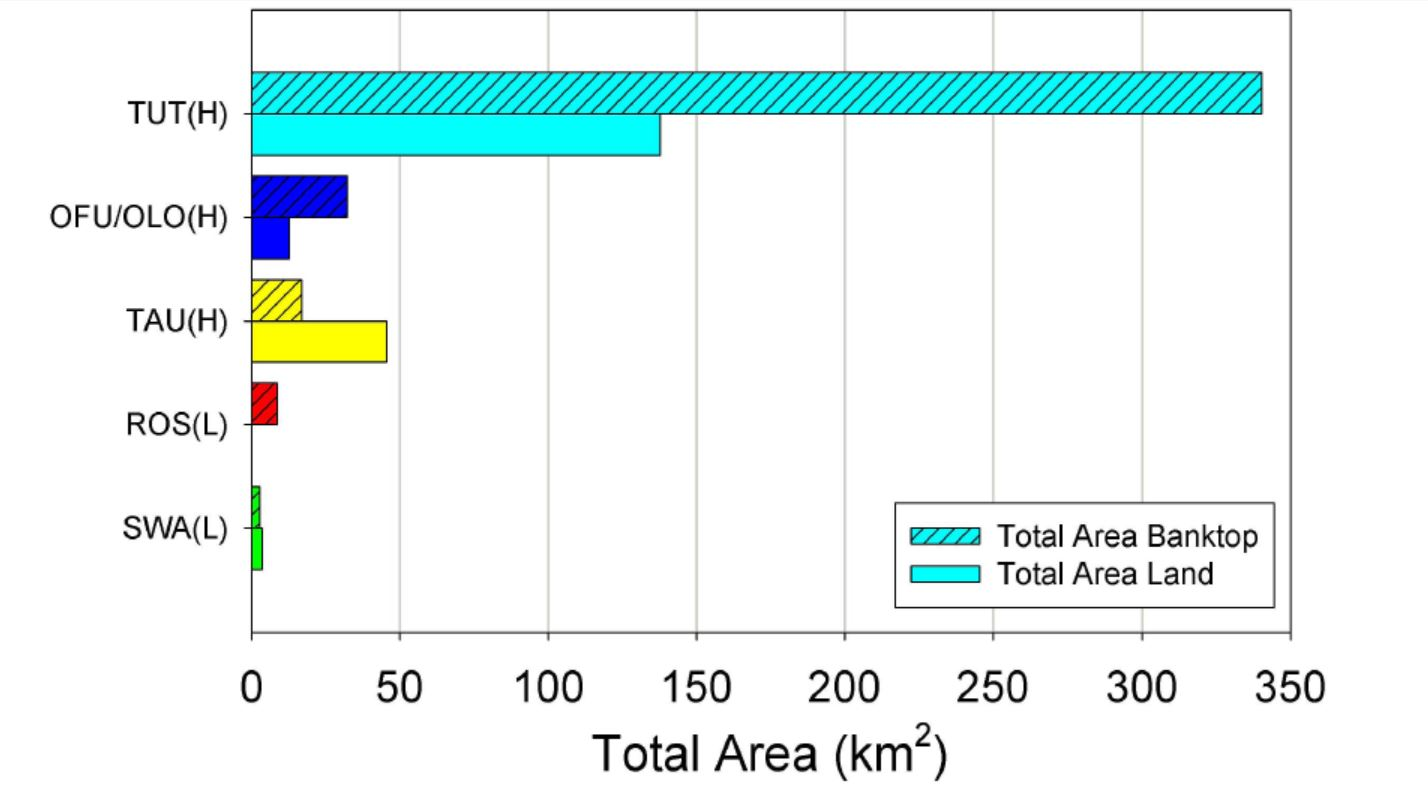 TUT(H)
OFU/OLO(H)
TAU(H)
ROS(L)
SWA(L)
Total Area Banktop
Total Area Land
0 50 100 150 200 250 300 350
Total Area (km²)